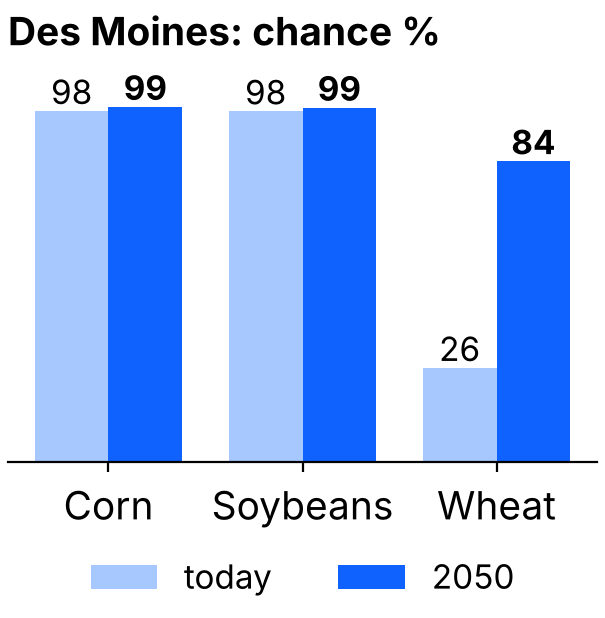 Des Moines: chance %
98 99 98 99
84
26
Corn Soybeans Wheat
today 2050